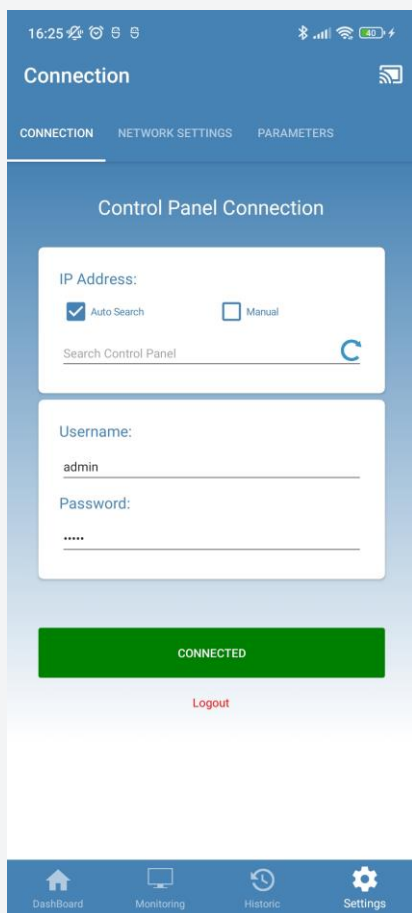 16:25
40
Connection
CONNECTION NETWORK SETTINGS PARAMETERS
Control Panel Connection
IP Address:
Auto Search Manual
Search Control Panel
Username:
admin
Password:
•••••
CONNECTED
Logout
DashBoard Monitoring Historic Settings